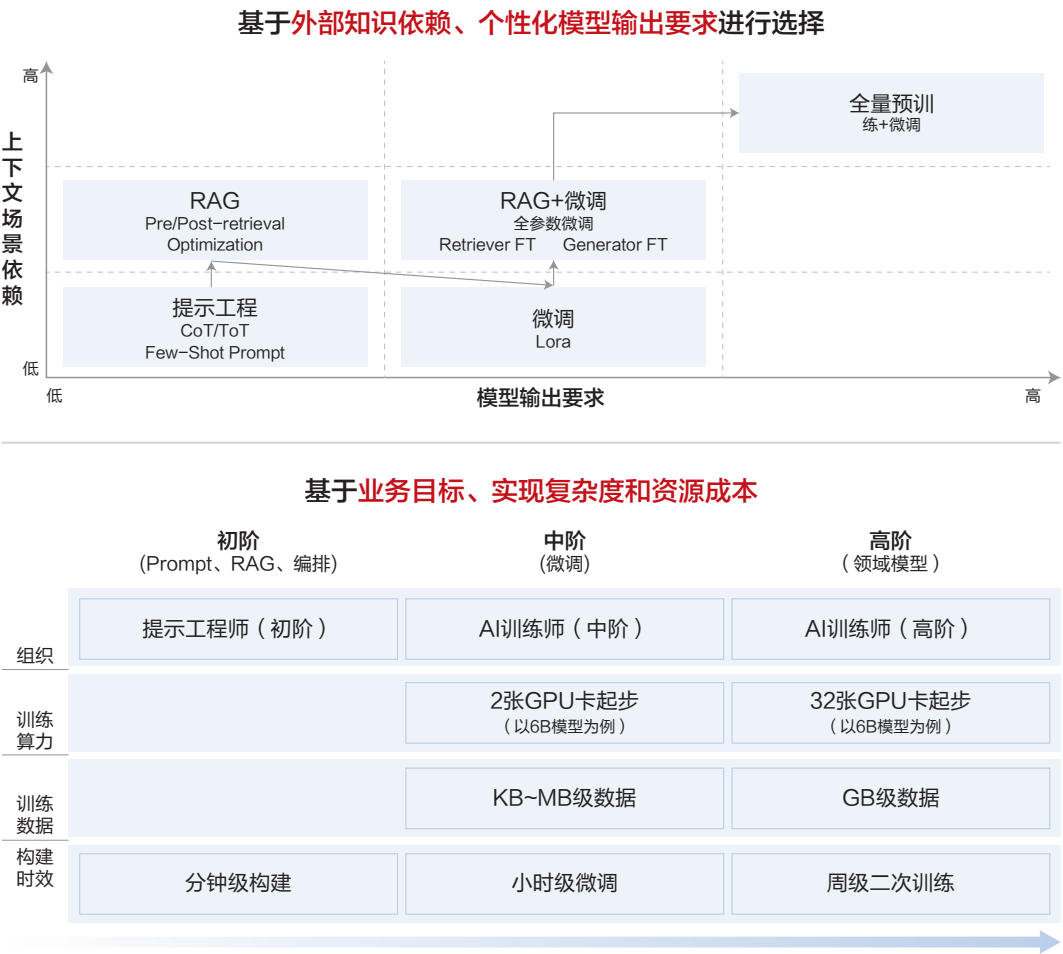 基于外部知识依赖、个性化模型输出要求进行选择
高
上下文场景依赖
全量预训
练+微调
RAG
Pre/Post-retrieval
Optimization
RAG+微调
全参数微调
Retriever FT Generator FT
提示工程
CoT/ToT
Few-Shot Prompt
微调
Lora
低
低
模型输出要求
高
基于业务目标、实现复杂度和资源成本
初阶
(Prompt、RAG、编排)
中阶
(微调)
高阶
（领域模型）
组织
提示工程师（初阶）
AI训练师（中阶）
AI训练师（高阶）
训练
算力
2张GPU卡起步
（以6B模型为例）
32张GPU卡起步
（以6B模型为例）
训练
数据
KB~MB级数据
GB级数据
构建
时效
分钟级构建
小时级微调
周级二次训练